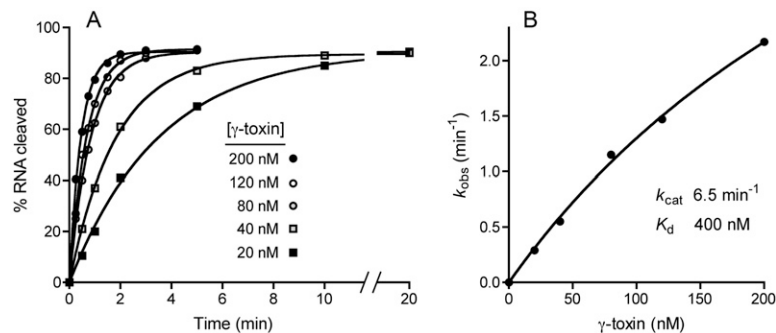 A
100
80
60
40
20
0
% RNA cleaved
[γ-toxin]
200 nM
120 nM
80 nM
40 nM
20 nM
0 2 4 6 8 10 20
Time (min)
B
2.0
1.5
1.0
0.5
0.0
kobs (min-1)
kcat 6.5 min-1
Kd 400 nM
0 50 100 150 200
γ-toxin (nM)